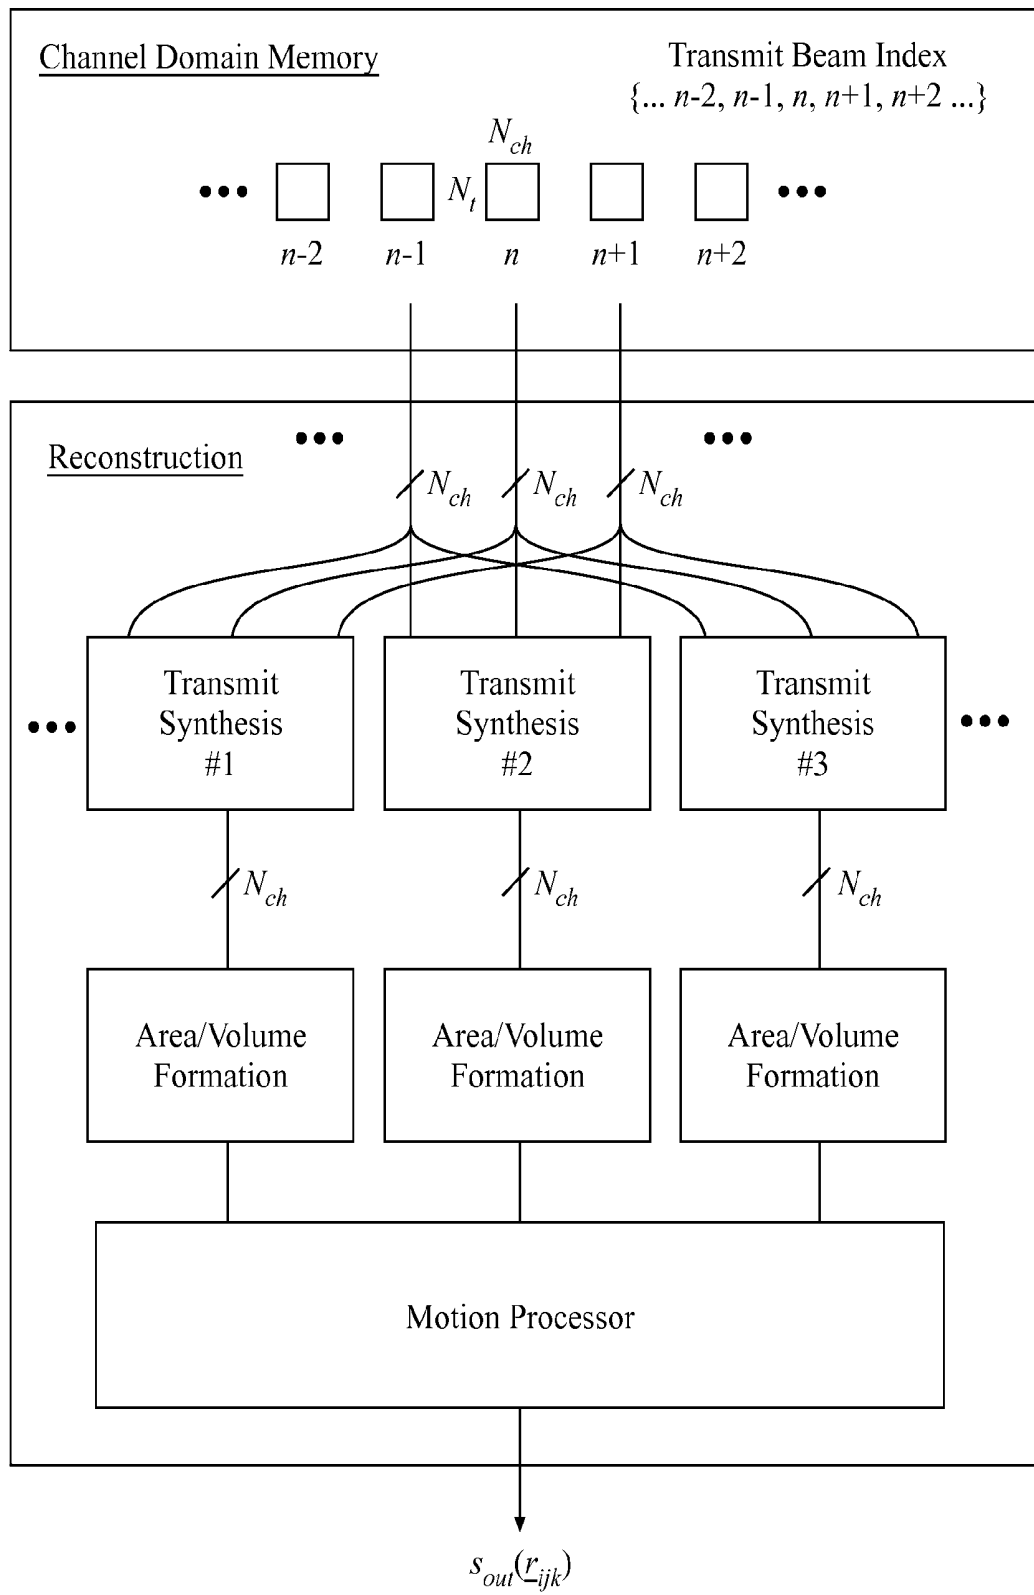 Channel Domain Memory
Transmit Beam Index
{... n-2, n-1, n, n+1, n+2 ...}
N_ch
••• N_t •••
n-2 n-1 n n+1 n+2
••• •••
Reconstruction
N_ch N_ch N_ch
Transmit Synthesis #1
Transmit Synthesis #2
Transmit Synthesis #3
••• •••
N_ch N_ch N_ch
Area/Volume Formation
Area/Volume Formation
Area/Volume Formation
Motion Processor
s_out(r_ijk)